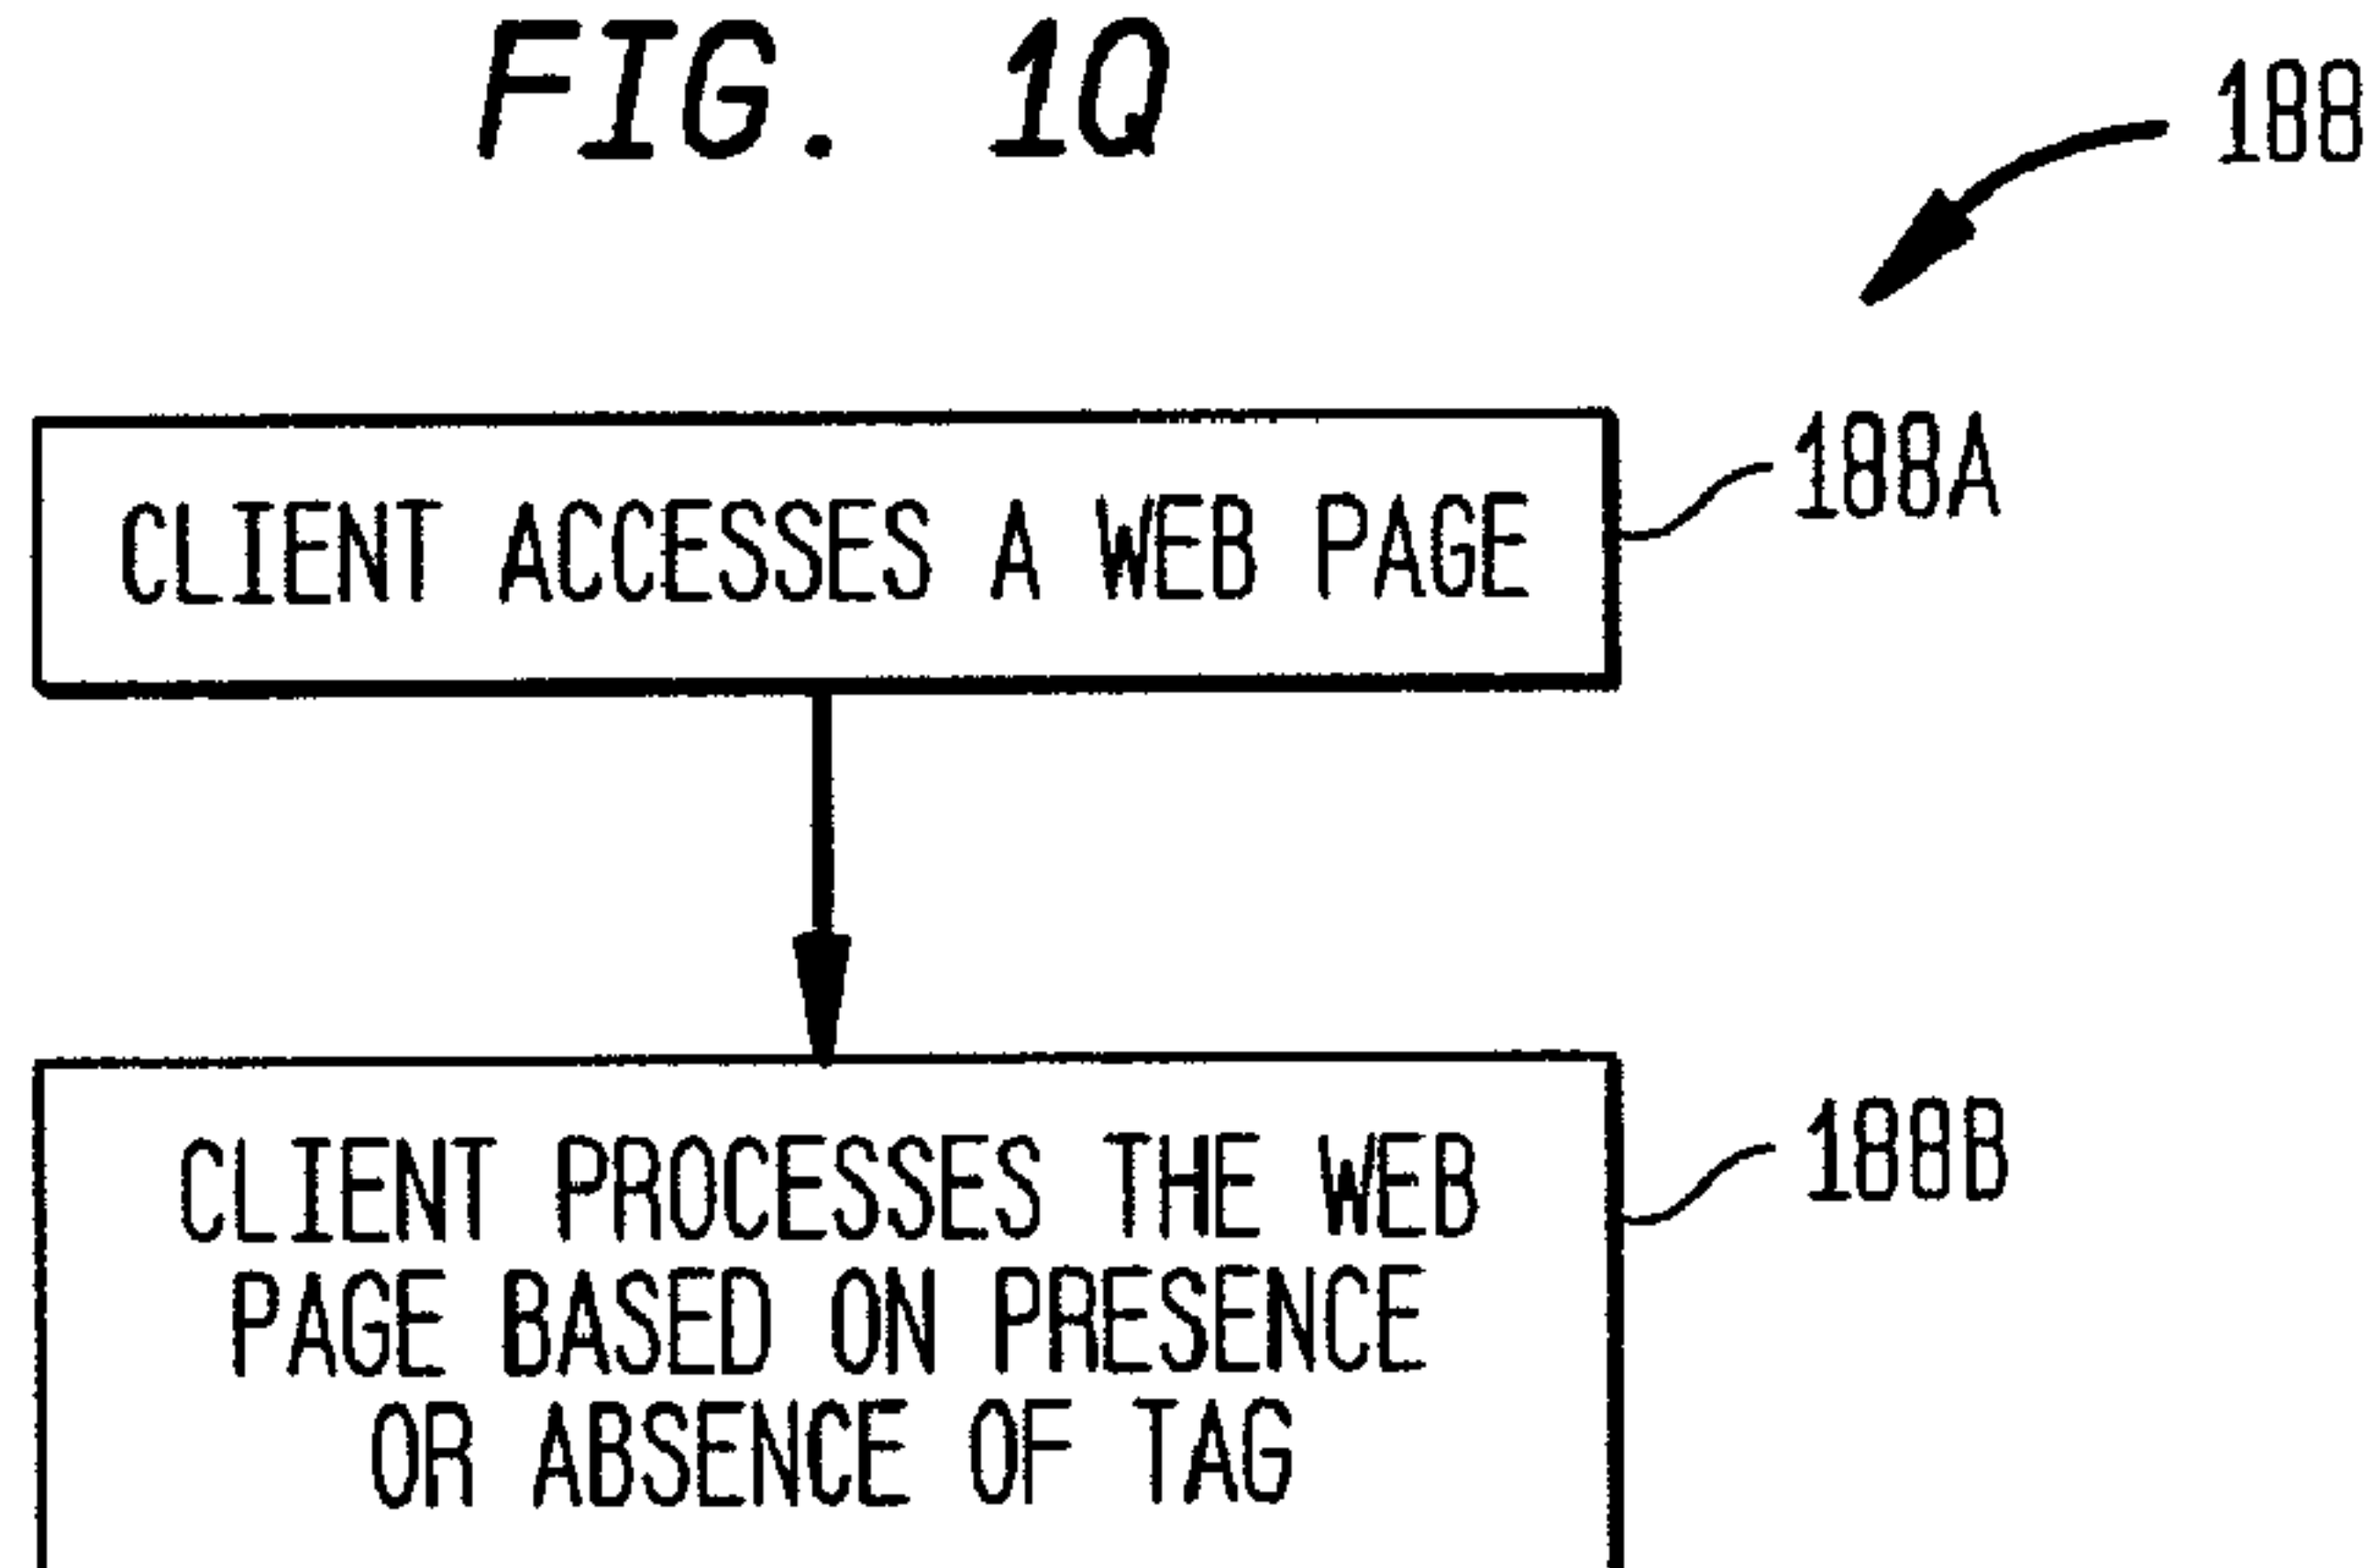 FIG. 1Q
188
CLIENT ACCESSES A WEB PAGE
188A
CLIENT PROCESSES THE WEB
PAGE BASED ON PRESENCE
OR ABSENCE OF TAG
188B